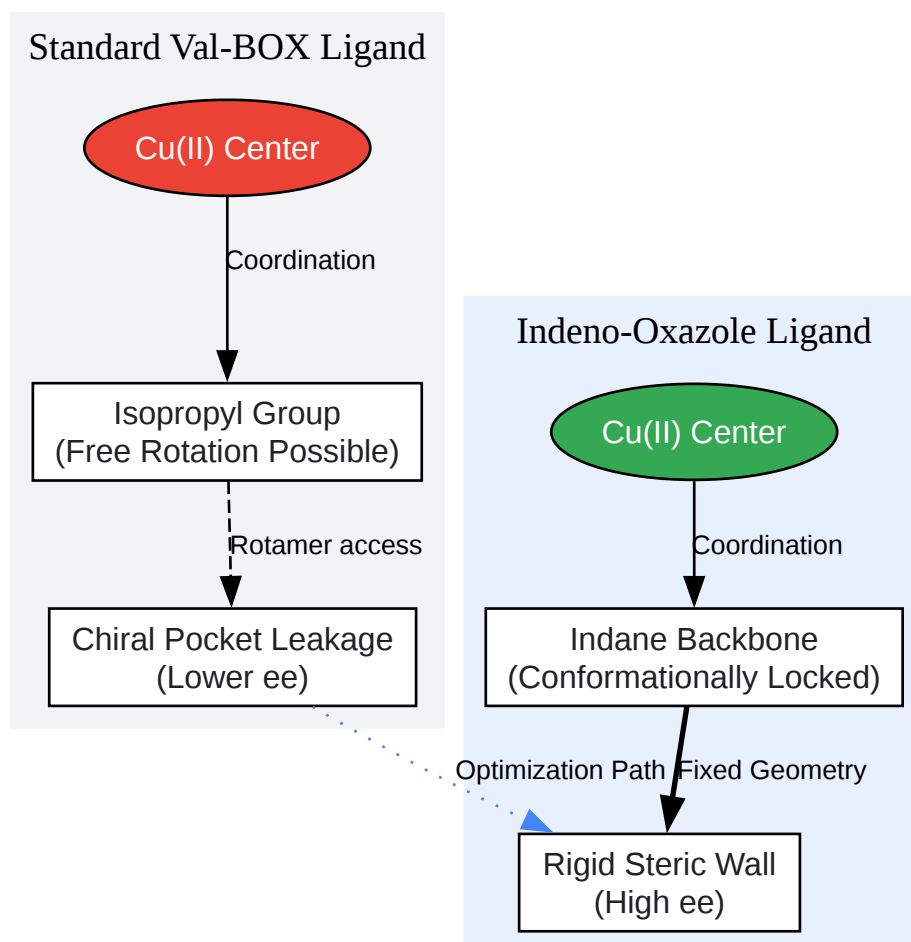 Standard Val-BOX Ligand
Cu(II) Center
Coordination
Isopropyl Group
(Free Rotation Possible)
Rotamer access
Chiral Pocket Leakage
(Lower ee)
Optimization Path
Indeno-Oxazole Ligand
Cu(II) Center
Coordination
Indane Backbone
(Conformationally Locked)
Fixed Geometry
Rigid Steric Wall
(High ee)